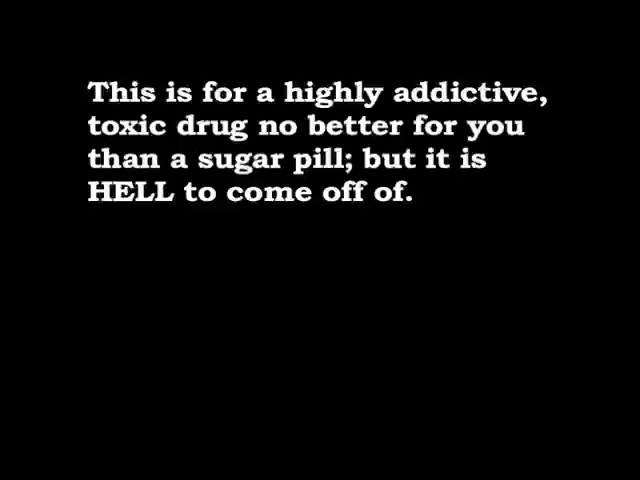 This is for a highly addictive,
toxic drug no better for you
than a sugar pill; but it is
HELL to come off of.